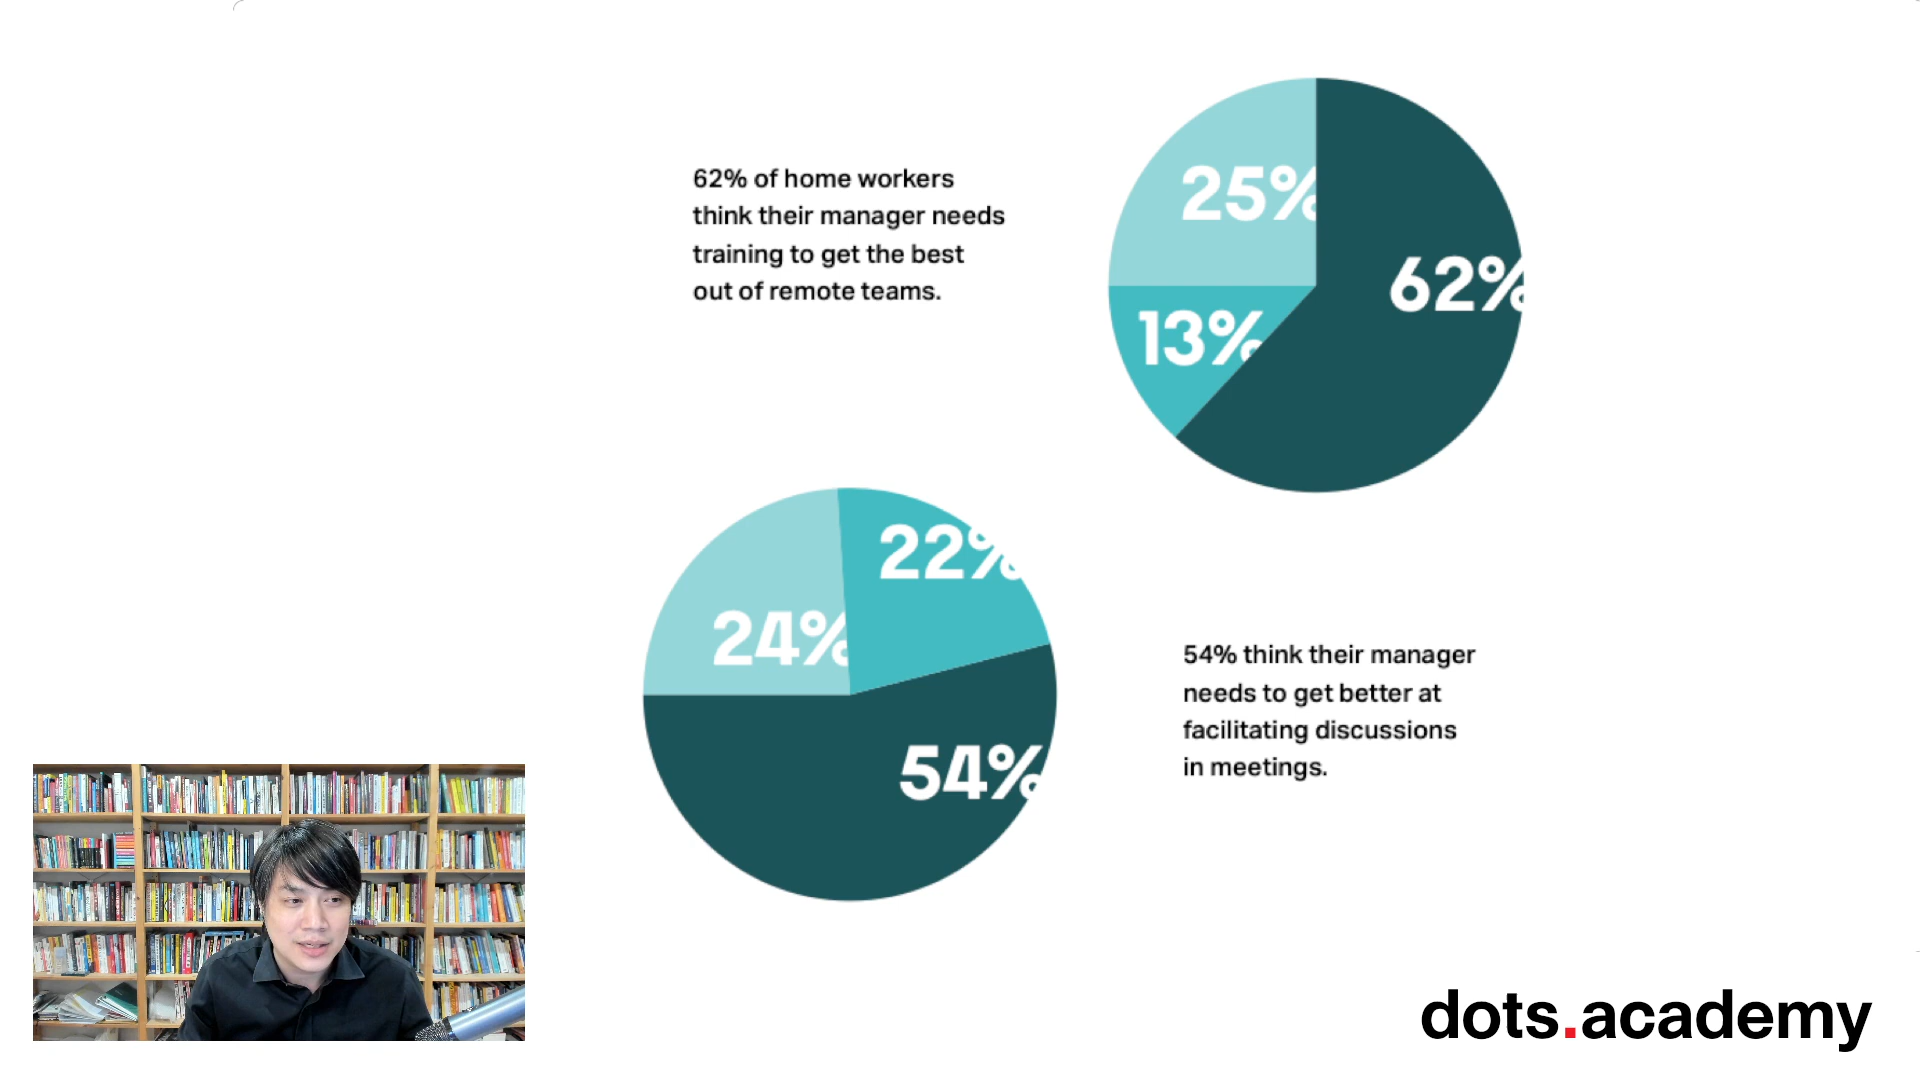 62% of home workers
think their manager needs
training to get the best
out of remote teams.
25%
62%
13%
22%
24%
54%
54% think their manager
needs to get better at
facilitating discussions
in meetings.
dots.academy